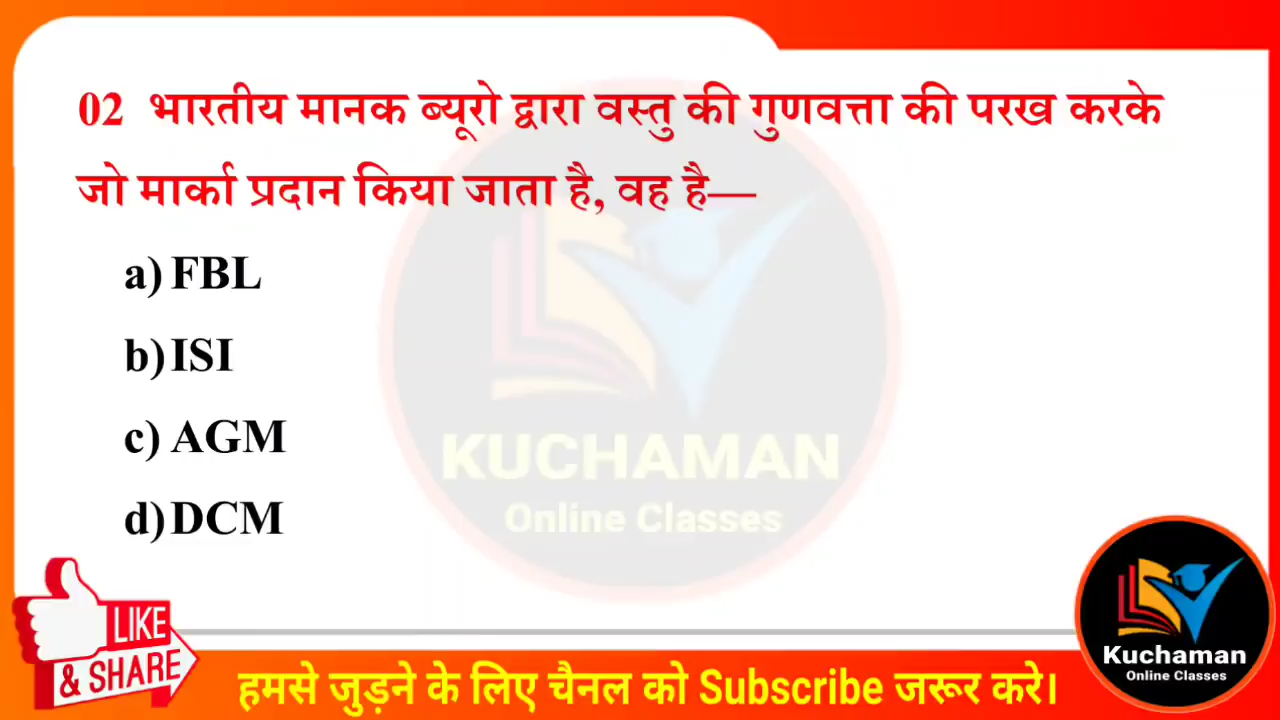 02 भारतीय मानक ब्यूरो द्वारा वस्तु की गुणवत्ता की परख करके
जो मार्का प्रदान किया जाता है, वह है—
a) FBL
b) ISI
c) AGM
d) DCM
KUCHAMAN
Online Classes
LIKE
& SHARE
Kuchaman
Online Classes
हमसे जुड़ने के लिए चैनल को Subscribe जरूर करे।